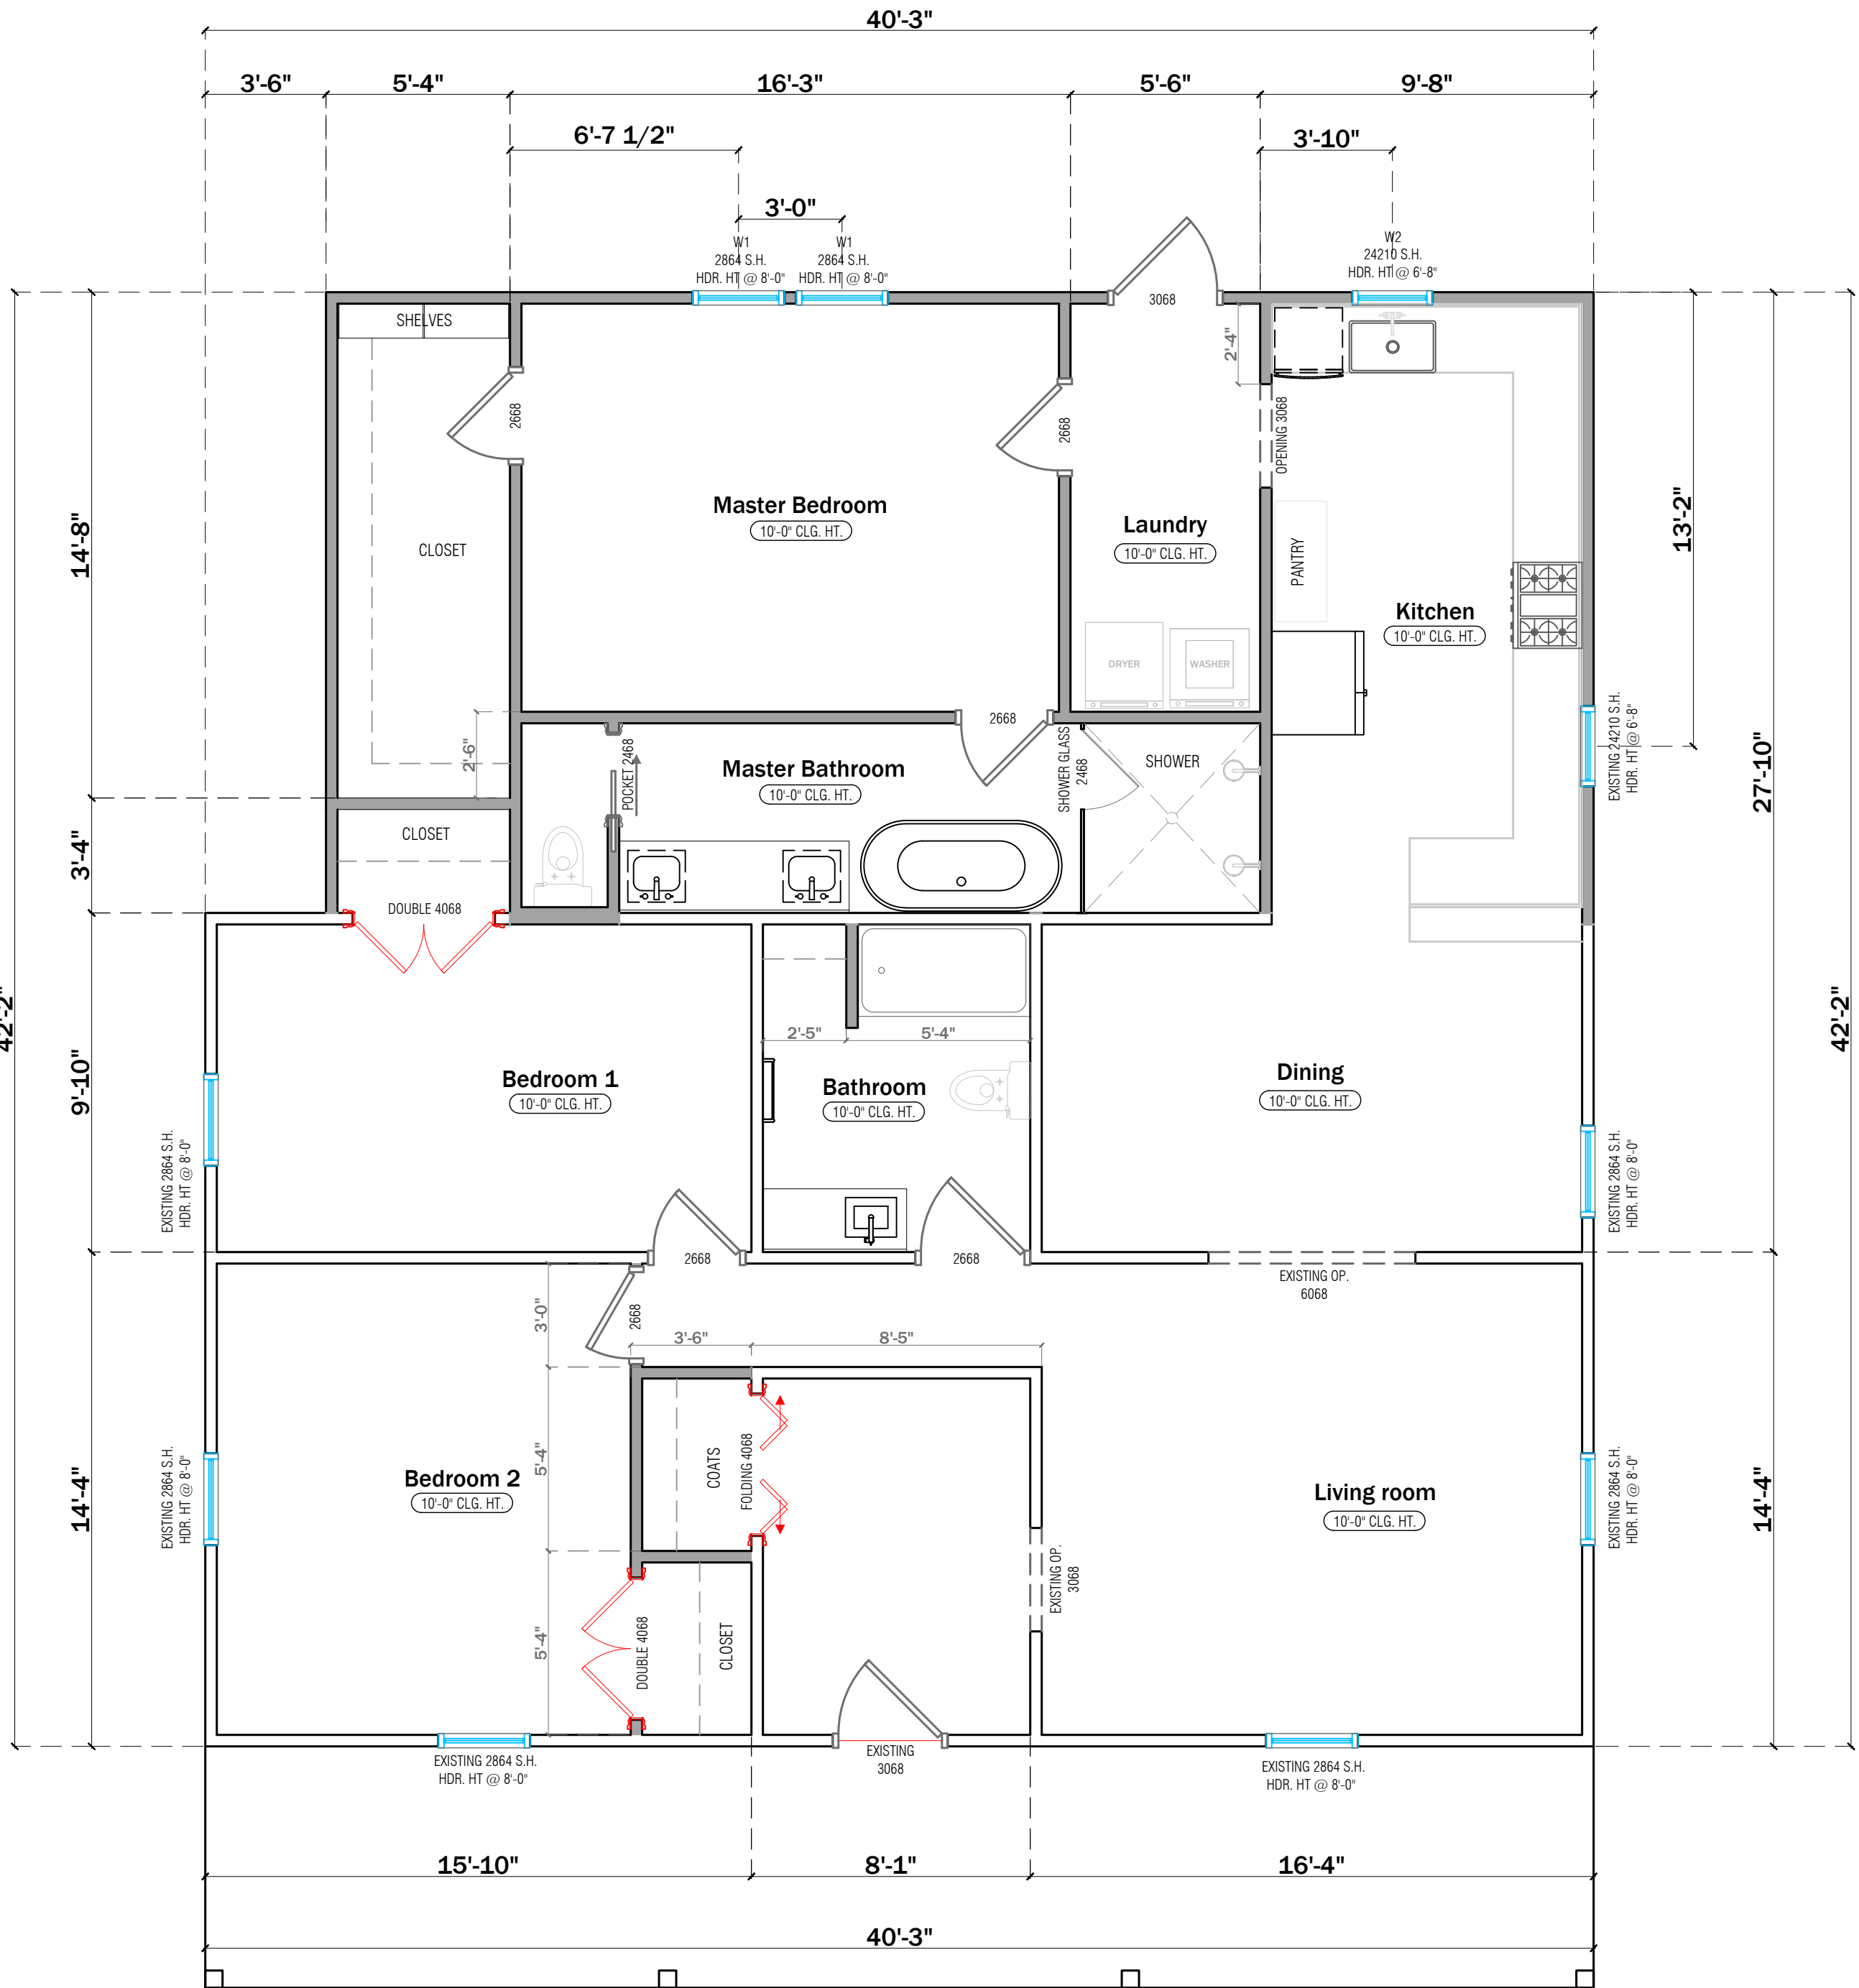 40'-3"
3'-6"
5'-4"
16'-3"
5'-6"
9'-8"
6'-7 1/2"
3'-10"
3'-0"
W1
2864 S.H.
HDR. HT @ 8'-0"
W1
2864 S.H.
HDR. HT @ 8'-0"
W2
24210 S.H.
HDR. HT @ 6'-8"
3068
SHELVES
2'-4"
2668
2668
OPENING 3068
Master Bedroom
10'-0" CLG. HT.
Laundry
10'-0" CLG. HT.
CLOSET
PANTRY
Kitchen
10'-0" CLG. HT.
14'-8"
13'-2"
DRYER
WASHER
2668
2'-6"
POCKET 2468
Master Bathroom
10'-0" CLG. HT.
SHOWER GLASS
2468
SHOWER
EXISTING 24210 S.H.
HDR. HT @ 6'-8"
27'-10"
3'-4"
CLOSET
DOUBLE 4068
42'-2"
42'-2"
2'-5"
5'-4"
9'-10"
Bedroom 1
10'-0" CLG. HT.
Bathroom
10'-0" CLG. HT.
Dining
10'-0" CLG. HT.
EXISTING 2864 S.H.
HDR. HT @ 8'-0"
EXISTING 2864 S.H.
HDR. HT @ 8'-0"
2668
2668
EXISTING OP.
6068
3'-0"
2668
3'-6"
8'-5"
14'-4"
EXISTING 2864 S.H.
HDR. HT @ 8'-0"
Bedroom 2
10'-0" CLG. HT.
5'-4"
COATS
FOLDING 4068
Living room
10'-0" CLG. HT.
EXISTING 2864 S.H.
HDR. HT @ 8'-0"
14'-4"
EXISTING OP.
3068
5'-4"
DOUBLE 4068
CLOSET
EXISTING 2864 S.H.
HDR. HT @ 8'-0"
EXISTING
3068
EXISTING 2864 S.H.
HDR. HT @ 8'-0"
15'-10"
8'-1"
16'-4"
40'-3"